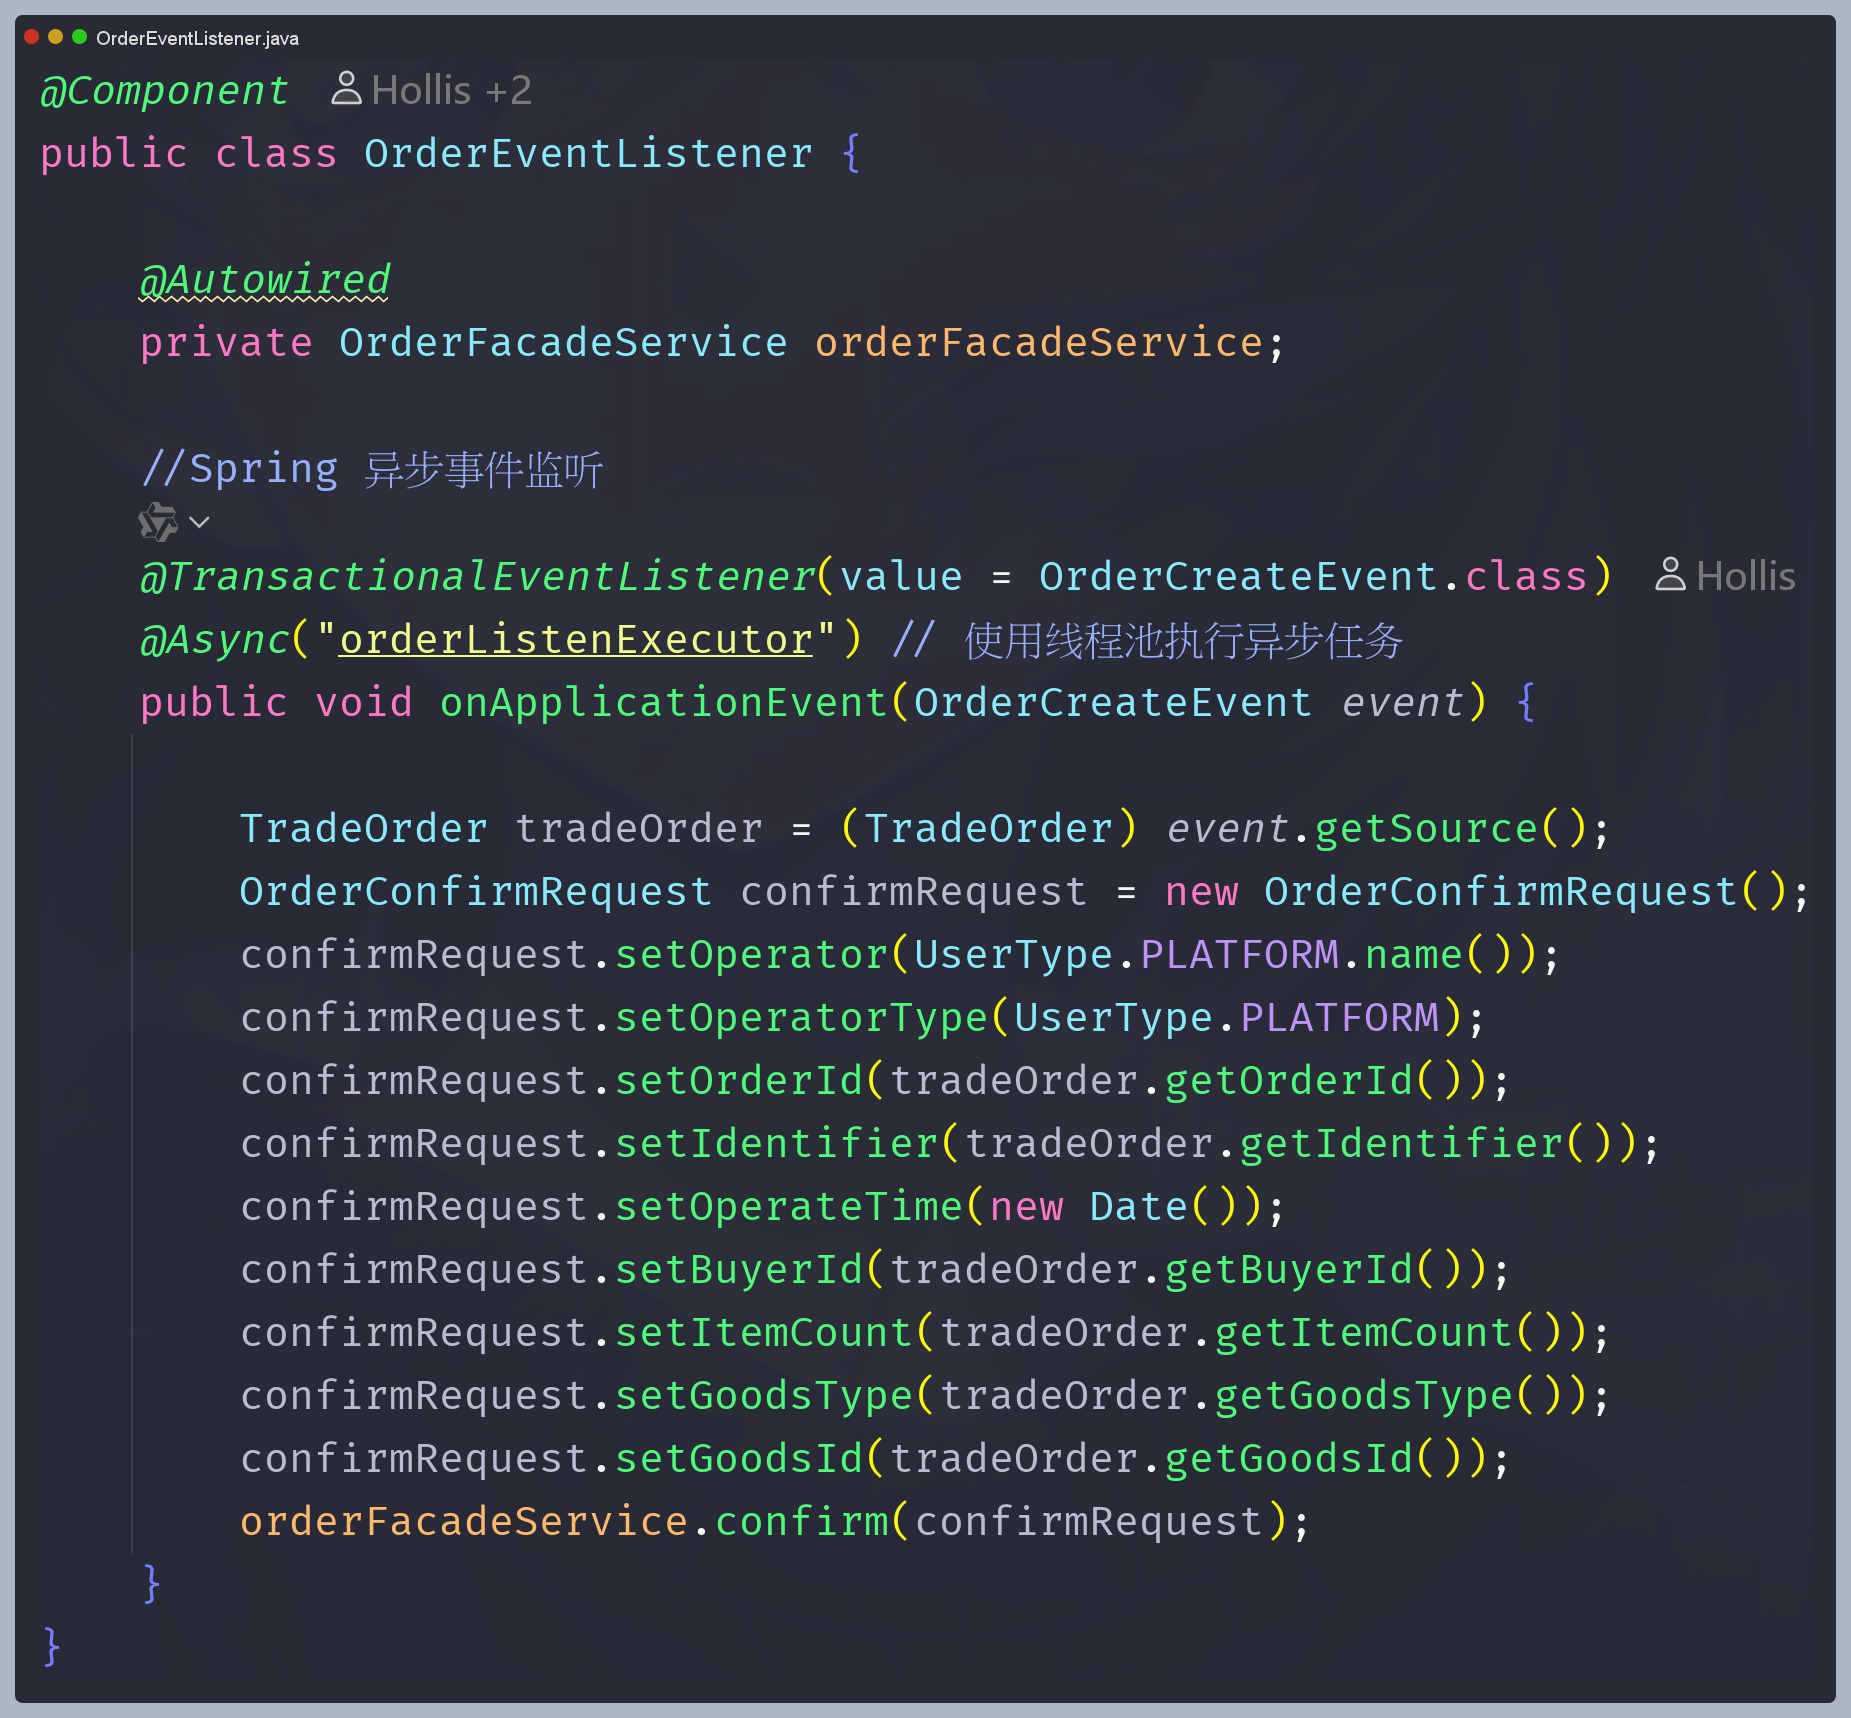 OrderEventListener.java
@Component Hollis +2
public class OrderEventListener {
@Autowired
private OrderFacadeService orderFacadeService;
//Spring 异步事件监听
@TransactionalEventListener(value = OrderCreateEvent.class) Hollis
@Async("orderListenExecutor") // 使用线程池执行异步任务
public void onApplicationEvent(OrderCreateEvent event) {
TradeOrder tradeOrder = (TradeOrder) event.getSource();
OrderConfirmRequest confirmRequest = new OrderConfirmRequest();
confirmRequest.setOperator(UserType.PLATFORM.name());
confirmRequest.setOperatorType(UserType.PLATFORM);
confirmRequest.setOrderId(tradeOrder.getOrderId());
confirmRequest.setIdentifier(tradeOrder.getIdentifier());
confirmRequest.setOperateTime(new Date());
confirmRequest.setBuyerId(tradeOrder.getBuyerId());
confirmRequest.setItemCount(tradeOrder.getItemCount());
confirmRequest.setGoodsType(tradeOrder.getGoodsType());
confirmRequest.setGoodsId(tradeOrder.getGoodsId());
orderFacadeService.confirm(confirmRequest);
}
}